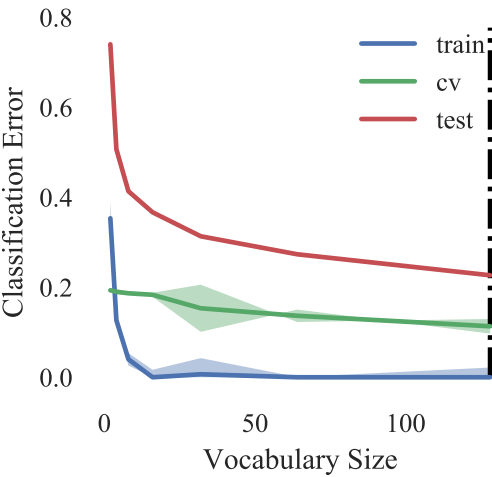 0.8
train
cv
0.6
test
Classification Error
0.4
0.2
0.0
0 50 100
Vocabulary Size